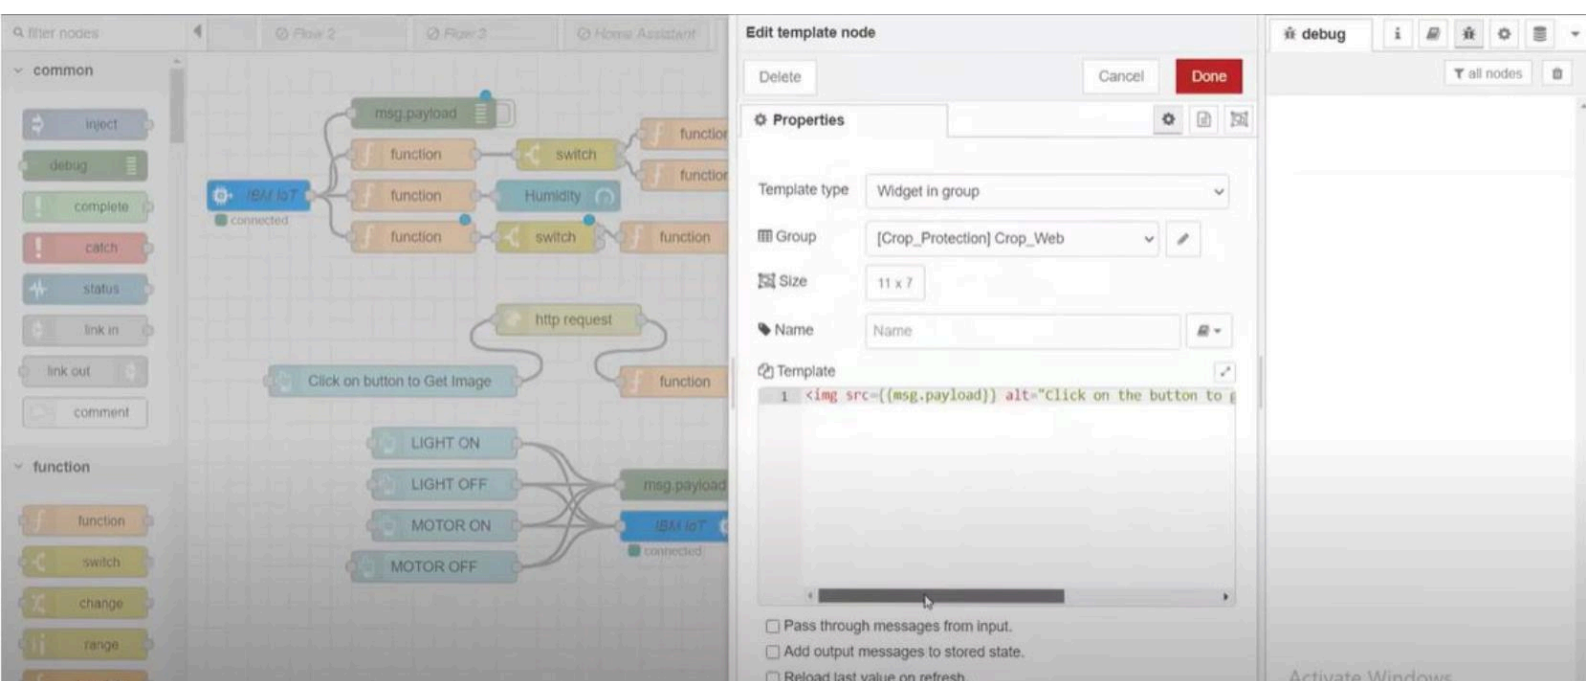 filter nodes
common
inject
debug
complete
catch
status
link in
link out
comment
function
function
switch
change
range
Flow 2
Flow 3
Home Assistant
msg.payload
function
switch
function
function
IBM IoT
connected
function
Humidity
function
switch
function
http request
Click on button to Get Image
function
LIGHT ON
LIGHT OFF
MOTOR ON
MOTOR OFF
msg.payload
IBM IoT
connected
Edit template node
Delete
Cancel
Done
Properties
Template type
Widget in group
Group
[Crop_Protection] Crop_Web
Size
11 x 7
Name
Name
Template
1 <img src={{msg.payload}} alt="Click on the button to
Pass through messages from input.
Add output messages to stored state.
Reload last value on refresh.
debug
i
all nodes
Activate Windows